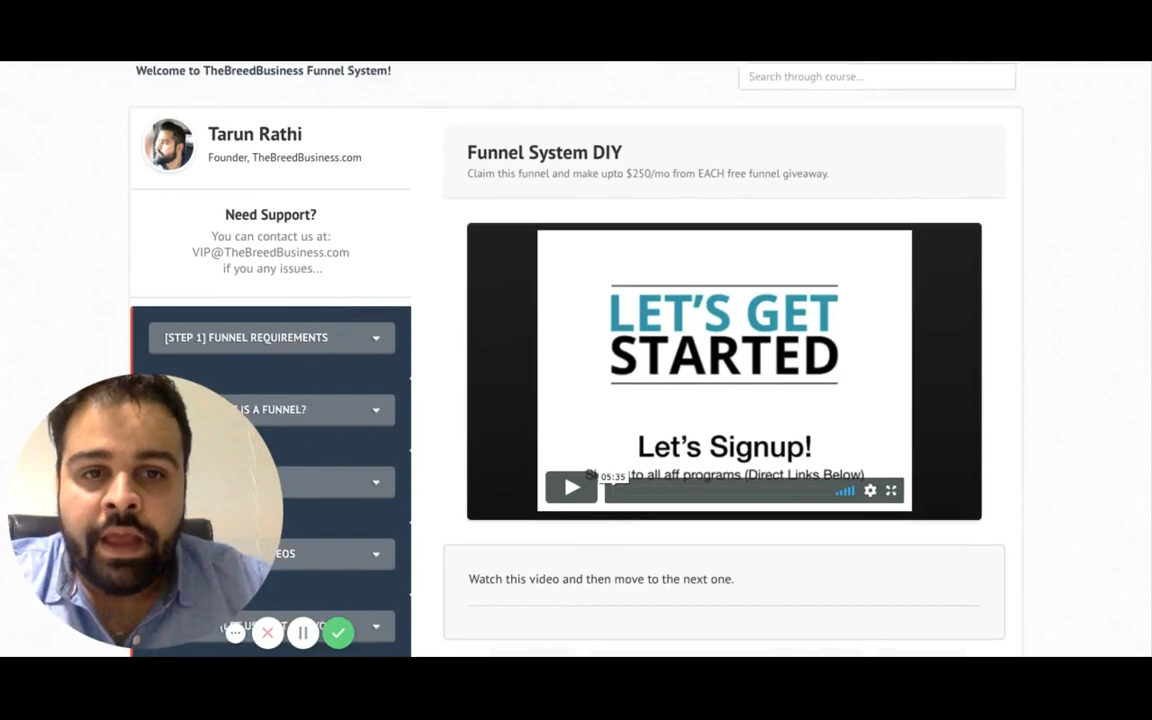 Welcome to TheBreedBusiness Funnel System!
Search through course...
Tarun Rathi
Founder, TheBreedBusiness.com
Need Support?
You can contact us at:
VIP@TheBreedBusiness.com
if you any issues...
[STEP 1] FUNNEL REQUIREMENTS
IS A FUNNEL?
Funnel System DIY
Claim this funnel and make upto $250/mo from EACH free funnel giveaway.
LET'S GET
STARTED
Let's Signup!
to all aff programs (Direct Links Below)
05:35
Watch this video and then move to the next one.